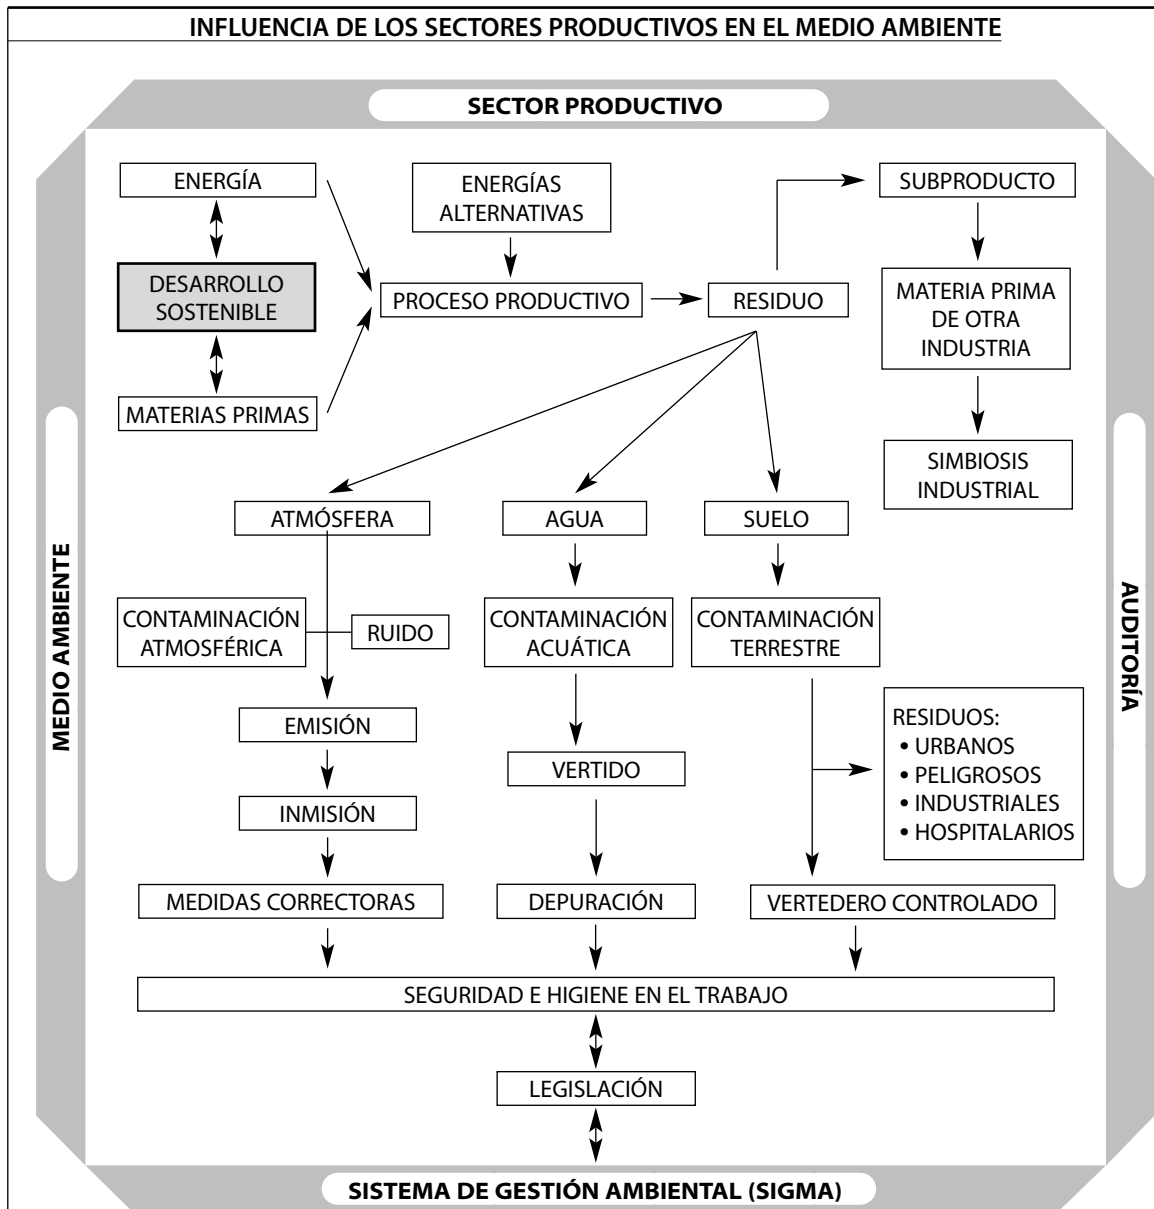 INFLUENCIA DE LOS SECTORES PRODUCTIVOS EN EL MEDIO AMBIENTE
SECTOR PRODUCTIVO
ENERGÍA
ENERGÍAS
ALTERNATIVAS
SUBPRODUCTO
DESARROLLO
SOSTENIBLE
PROCESO PRODUCTIVO
RESIDUO
MATERIA PRIMA
DE OTRA
INDUSTRIA
MATERIAS PRIMAS
SIMBIOSIS
INDUSTRIAL
ATMÓSFERA
AGUA
SUELO
MEDIO AMBIENTE
AUDITORÍA
CONTAMINACIÓN
ATMOSFÉRICA
RUIDO
CONTAMINACIÓN
ACUÁTICA
CONTAMINACIÓN
TERRESTRE
EMISIÓN
VERTIDO
RESIDUOS:
• URBANOS
• PELIGROSOS
• INDUSTRIALES
• HOSPITALARIOS
INMISIÓN
MEDIDAS CORRECTORAS
DEPURACIÓN
VERTEDERO CONTROLADO
SEGURIDAD E HIGIENE EN EL TRABAJO
LEGISLACIÓN
SISTEMA DE GESTIÓN AMBIENTAL (SIGMA)